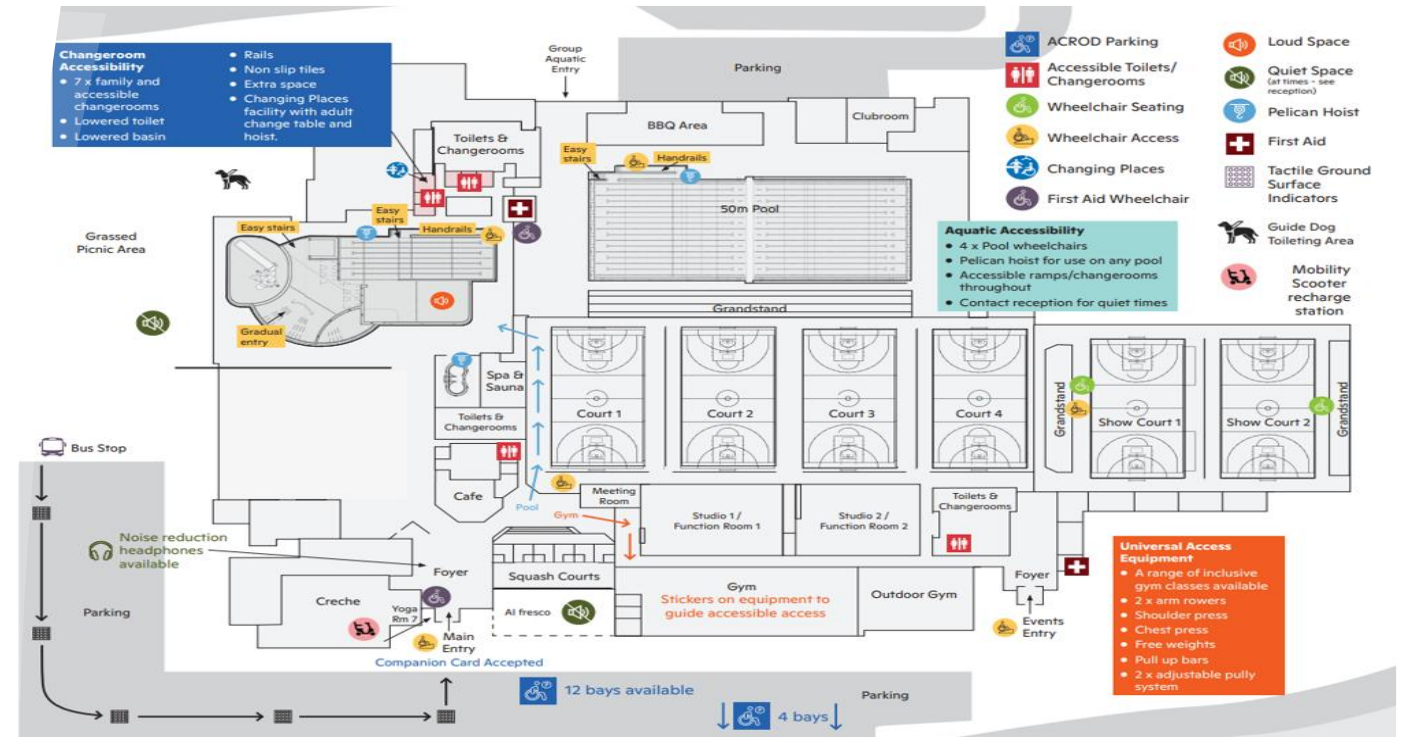 Changeroom
Accessibility
• 7 x family and
accessible
changerooms
• Lowered toilet
• Lowered basin
• Rails
• Non slip tiles
• Extra space
• Changing Places
facility with adult
change table and
hoist.
Group
Aquatic
Entry
Parking
ACROD Parking
Accessible Toilets/
Changerooms
Wheelchair Seating
Wheelchair Access
Changing Places
First Aid Wheelchair
Loud Space
Quiet Space
(at times - see
reception)
Pelican Hoist
First Aid
Tactile Ground
Surface
Indicators
Guide Dog
Toileting Area
Mobility
Scooter
recharge
station
Toilets &
Changerooms
BBQ Area
Clubroom
Easy
stairs
Handrails
50m Pool
Grassed
Picnic Area
Easy stairs
Easy
stairs
Handrails
Gradual
entry
Aquatic Accessibility
• 4 x Pool wheelchairs
• Pelican hoist for use on any pool
• Accessible ramps/changerooms
throughout
• Contact reception for quiet times
Grandstand
Spa &
Sauna
Toilets &
Changerooms
Court 1
Court 2
Court 3
Court 4
Grandstand
Show Court 1
Show Court 2
Grandstand
Bus Stop
Cafe
Pool
Gym
Meeting
Room
Studio 1 /
Function Room 1
Studio 2 /
Function Room 2
Toilets &
Changerooms
Noise reduction
headphones
available
Parking
Foyer
Creche
Yoga
Rm 7
Squash Courts
Al fresco
Gym
Stickers on equipment to
guide accessible access
Outdoor Gym
Foyer
Events
Entry
Main
Entry
Companion Card Accepted
Universal Access
Equipment
• A range of inclusive
gym classes available
• 2 x arm rowers
• Shoulder press
• Chest press
• Free weights
• Pull up bars
• 2 x adjustable pully
system
12 bays available
4 bays
Parking